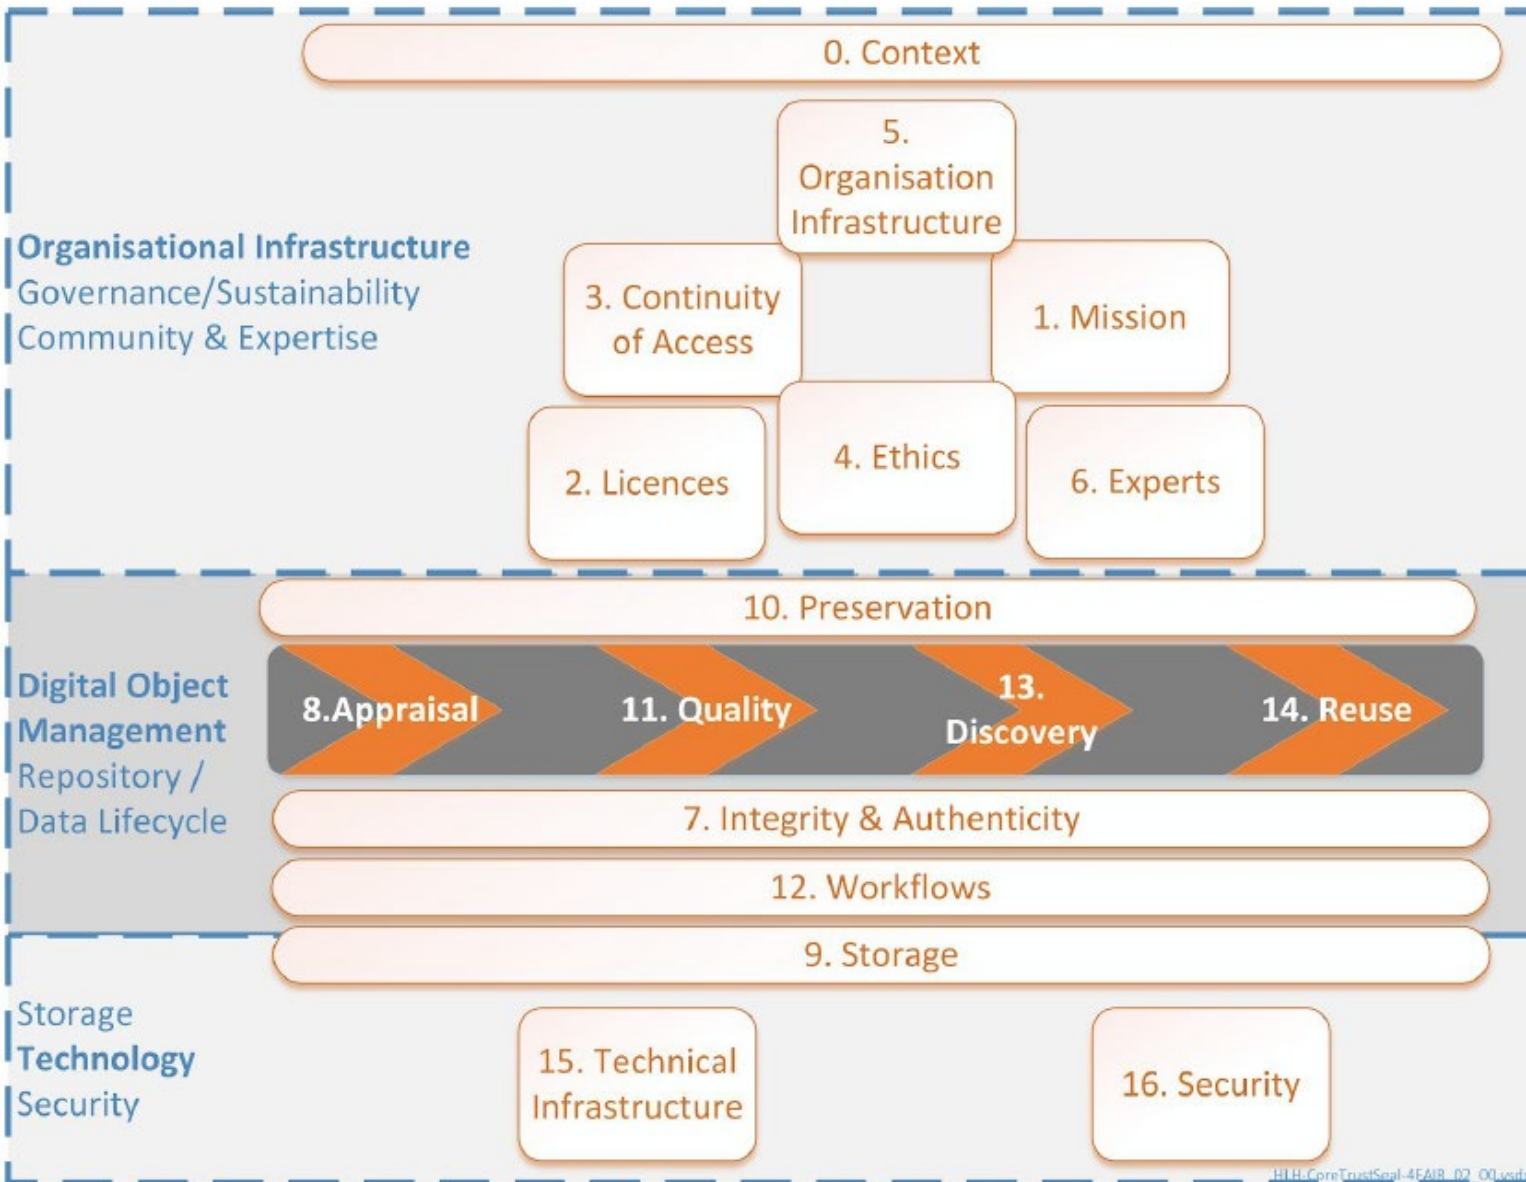 0. Context
5.
Organisation
Infrastructure
Organisational Infrastructure
Governance/Sustainability
Community & Expertise
3. Continuity
of Access
1. Mission
2. Licences
4. Ethics
6. Experts
10. Preservation
Digital Object
Management
Repository /
Data Lifecycle
8.Appraisal
11. Quality
13.
Discovery
14. Reuse
7. Integrity & Authenticity
12. Workflows
9. Storage
Storage
Technology
Security
15. Technical
Infrastructure
16. Security